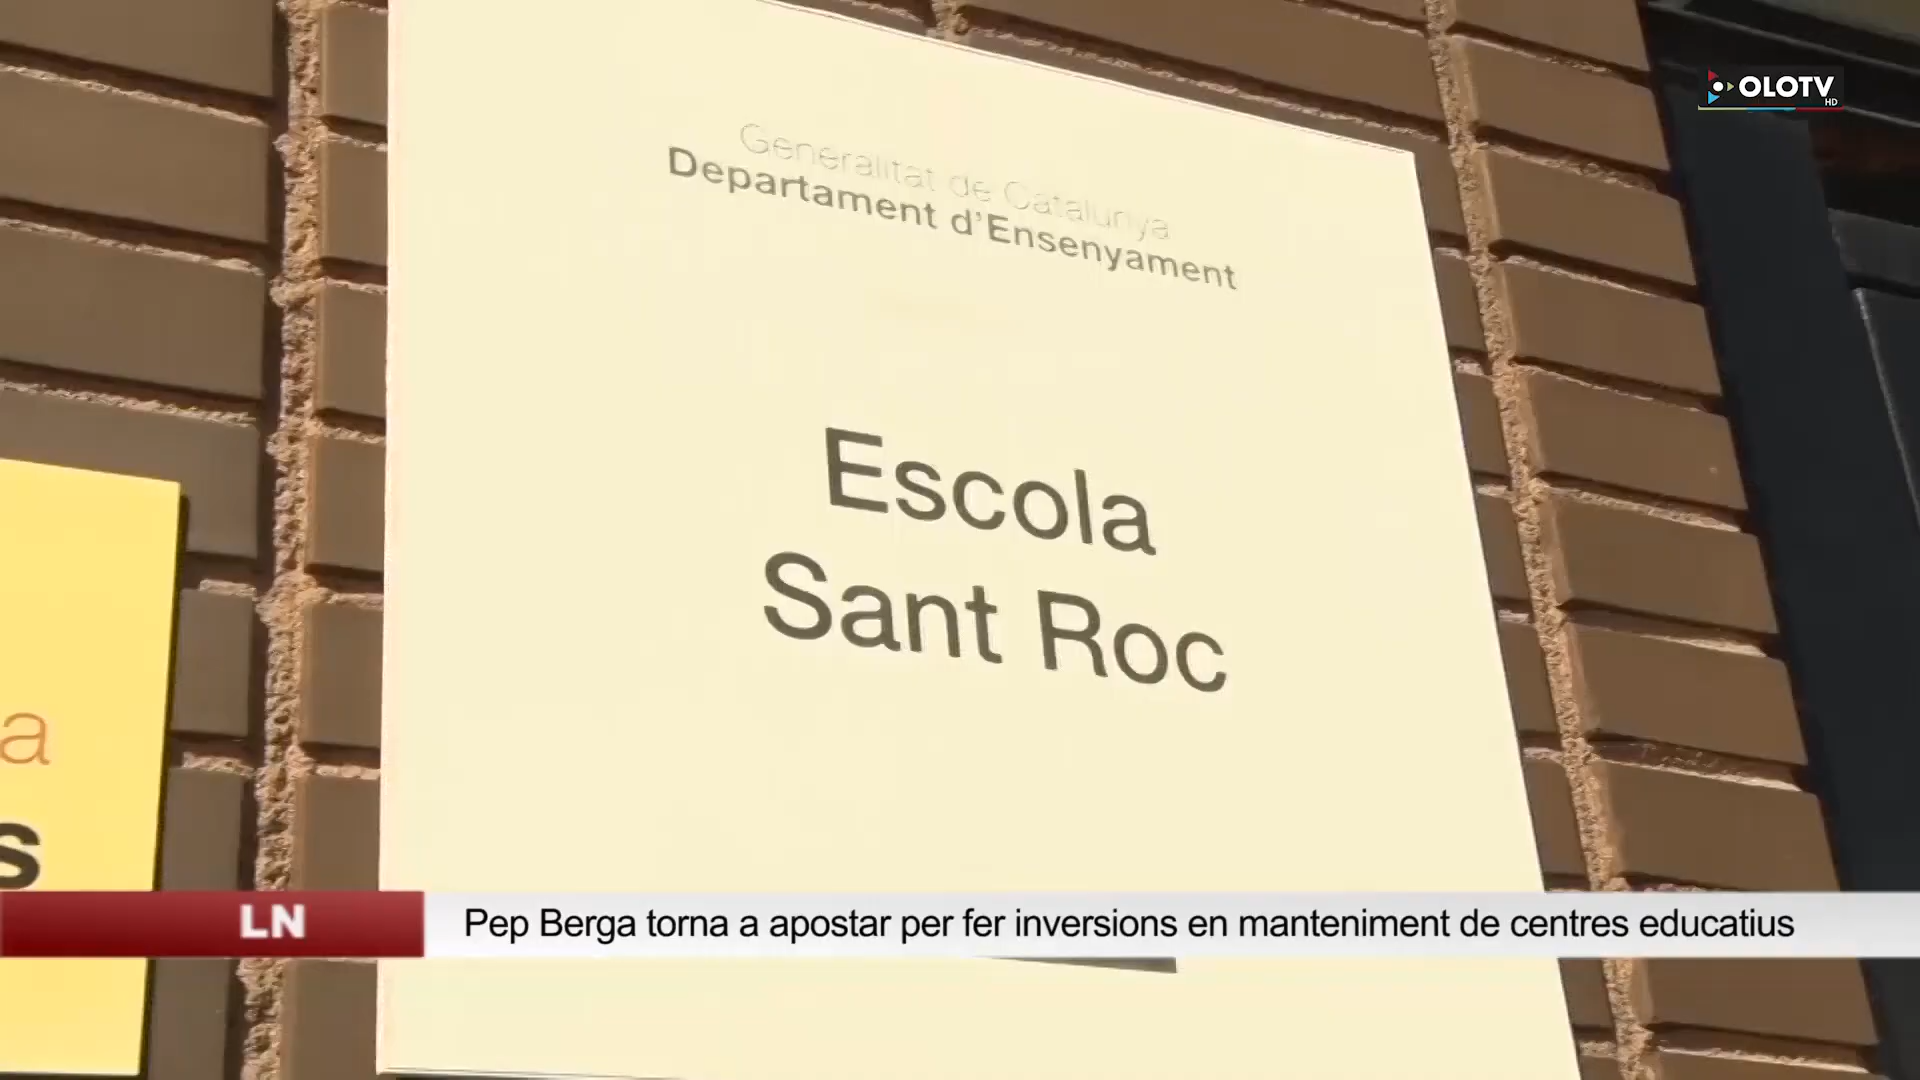 OLOTV
HD
Generalitat de Catalunya
Departament d'Ensenyament
Escola
Sant Roc
a
s
LN
Pep Berga torna a apostar per fer inversions en manteniment de centres educatius